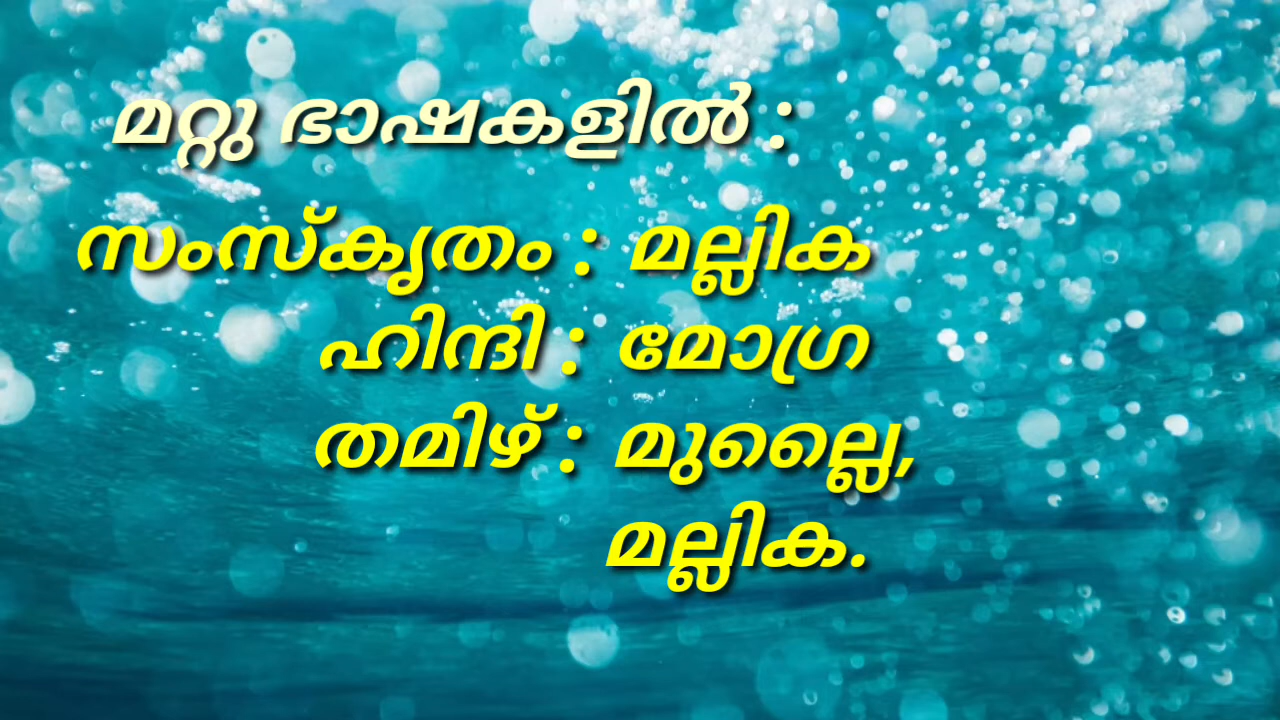 മറ്റു ഭാഷകളിൽ :
സംസ്കൃതം : മല്ലിക
ഹിന്ദി : മോഗ്ര
തമിഴ് : മുല്ലൈ,
മല്ലിക.